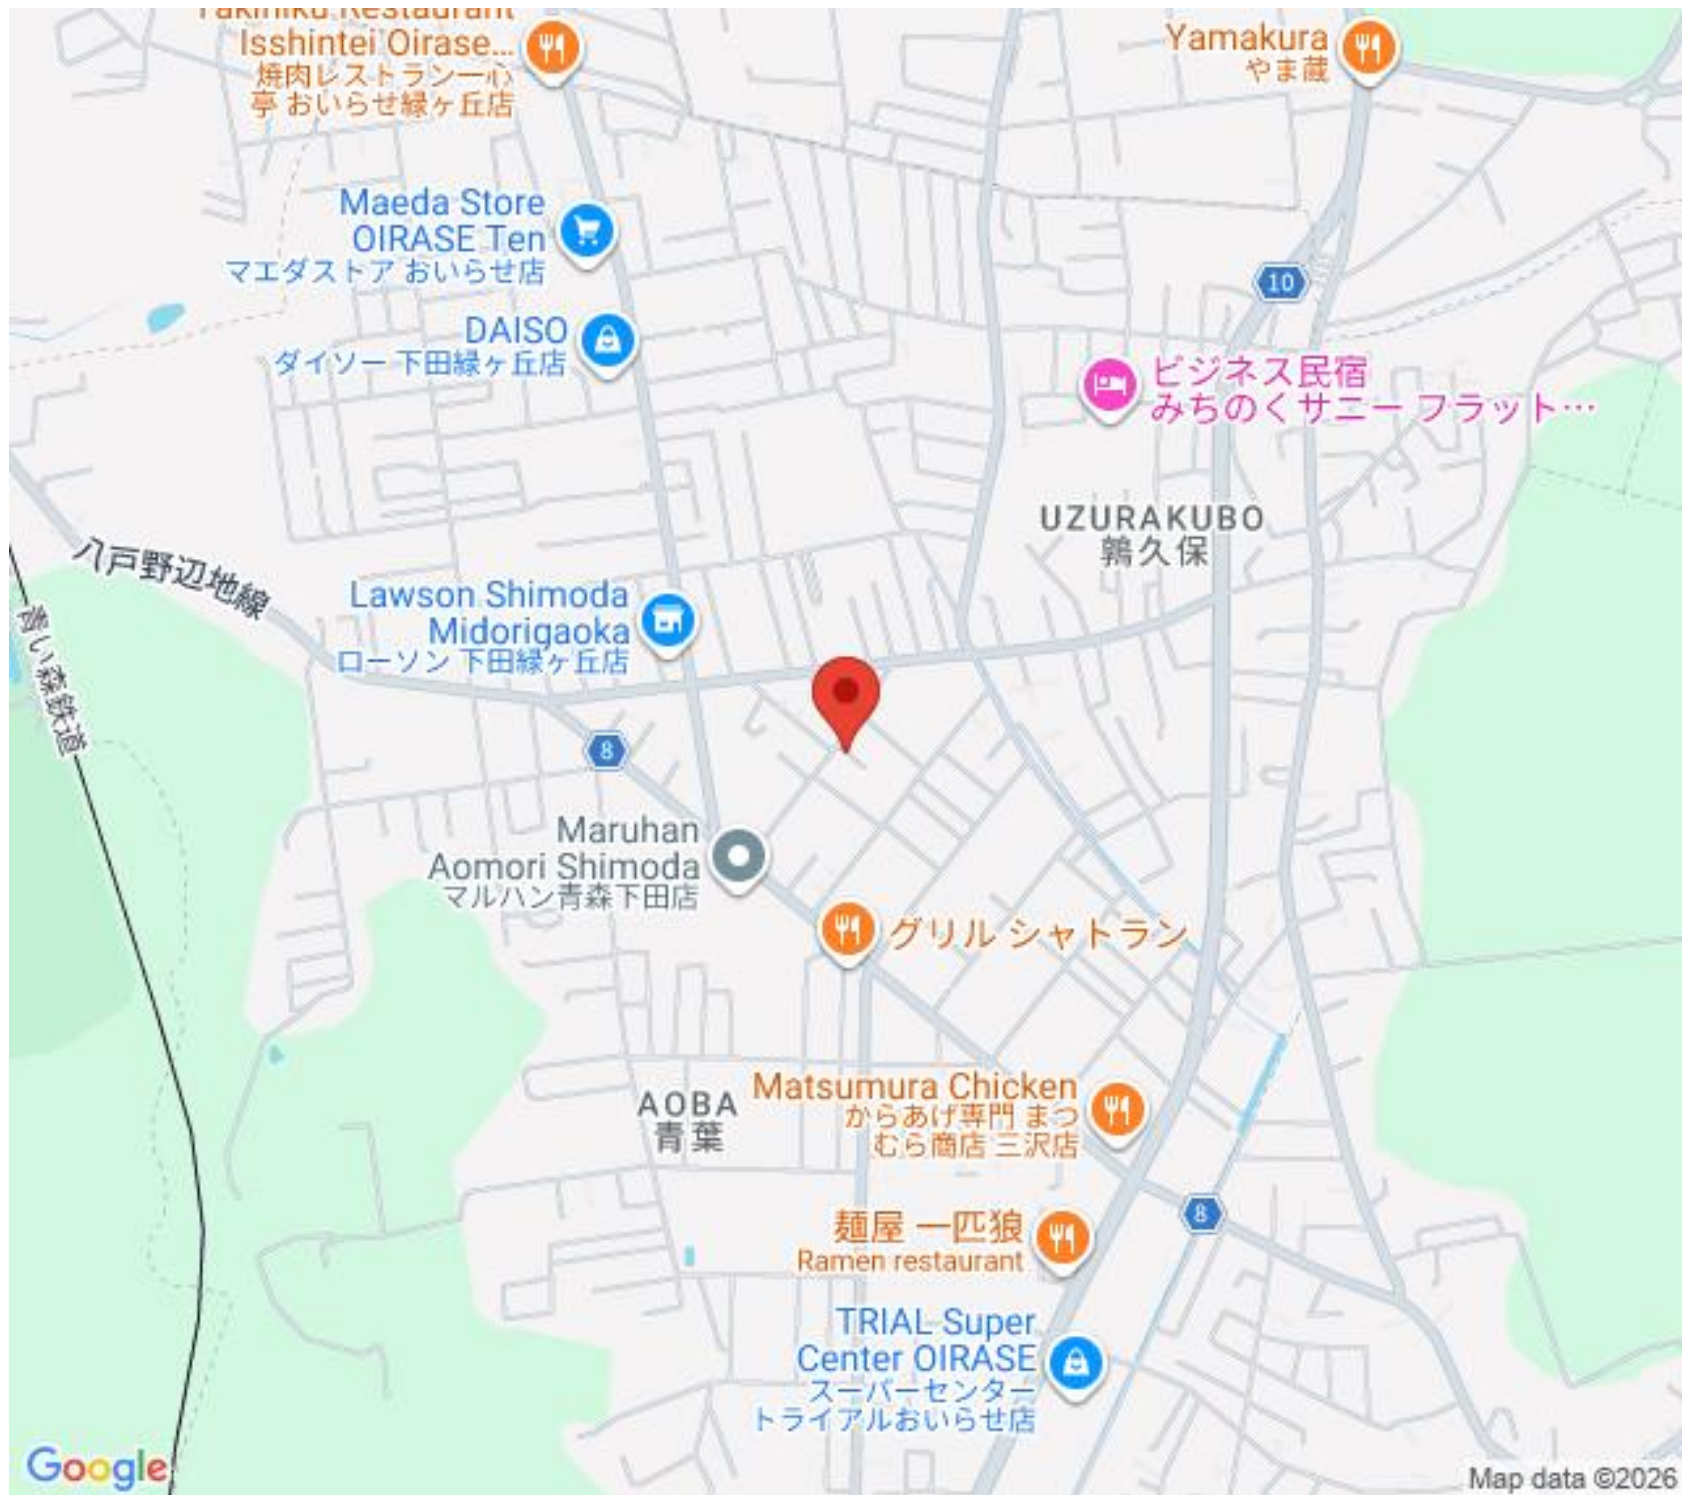 Yakiniku Restaurant
Isshintei Oirase...
焼肉レストラン一心
亭 おいらせ緑ヶ丘店
Yamakura
やま蔵
Maeda Store
OIRASE Ten
マエダストア おいらせ店
10
DAISO
ダイソー 下田緑ヶ丘店
ビジネス民宿
みちのくサニー フラット…
UZURAKUBO
鶉久保
八戸野辺地線
Lawson Shimoda
Midorigaoka
ローソン 下田緑ヶ丘店
青い森鉄道
8
Maruhan
Aomori Shimoda
マルハン青森下田店
グリル シャトラン
AOBA
青葉
Matsumura Chicken
からあげ専門 まつ
むら商店 三沢店
8
麺屋 一匹狼
Ramen restaurant
TRIAL Super
Center OIRASE
スーパーセンター
トライアルおいらせ店
Google
Map data ©2026